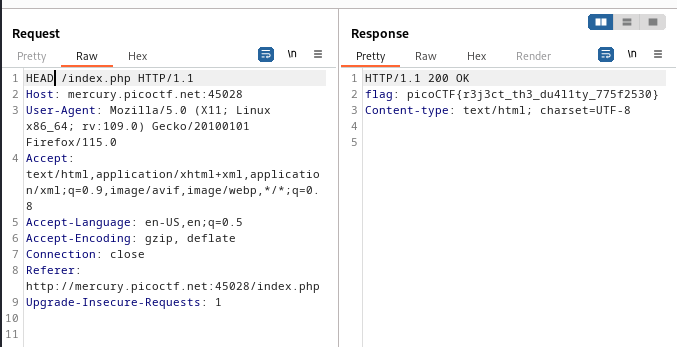 Request
Pretty Raw Hex
\n
1 HEAD /index.php HTTP/1.1
2 Host: mercury.picoctf.net:45028
3 User-Agent: Mozilla/5.0 (X11; Linux
x86_64; rv:109.0) Gecko/20100101
Firefox/115.0
4 Accept:
text/html,application/xhtml+xml,applicatio
n/xml;q=0.9,image/avif,image/webp,*/*;q=0.
8
5 Accept-Language: en-US,en;q=0.5
6 Accept-Encoding: gzip, deflate
7 Connection: close
8 Referer:
http://mercury.picoctf.net:45028/index.php
9 Upgrade-Insecure-Requests: 1
10
11
Response
Pretty Raw Hex Render
\n
1 HTTP/1.1 200 OK
2 flag: picoCTF{r3j3ct_th3_du4l1ty_775f2530}
3 Content-type: text/html; charset=UTF-8
4
5